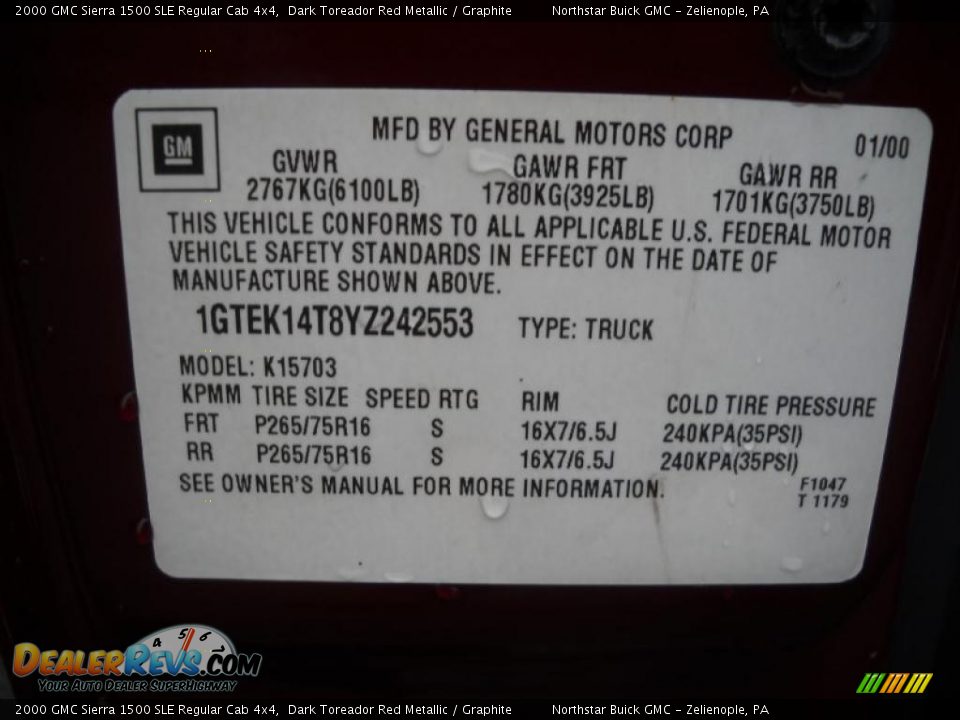 2000 GMC Sierra 1500 SLE Regular Cab 4x4, Dark Toreador Red Metallic / Graphite Northstar Buick GMC - Zelienople, PA
GM
MFD BY GENERAL MOTORS CORP 01/00
GVWR GAWR FRT GAWR RR
2767KG(6100LB) 1780KG(3925LB) 1701KG(3750LB)
THIS VEHICLE CONFORMS TO ALL APPLICABLE U.S. FEDERAL MOTOR
VEHICLE SAFETY STANDARDS IN EFFECT ON THE DATE OF
MANUFACTURE SHOWN ABOVE.
1GTEK14T8YZ242553 TYPE: TRUCK
MODEL: K15703
KPMM TIRE SIZE SPEED RTG RIM COLD TIRE PRESSURE
FRT P265/75R16 S 16X7/6.5J 240KPA(35PSI)
RR P265/75R16 S 16X7/6.5J 240KPA(35PSI)
SEE OWNER'S MANUAL FOR MORE INFORMATION.
F1047
T 1179
4 5 6
DEALERREVS.COM
YOUR AUTO DEALER SUPERHIGHWAY
2000 GMC Sierra 1500 SLE Regular Cab 4x4, Dark Toreador Red Metallic / Graphite Northstar Buick GMC - Zelienople, PA